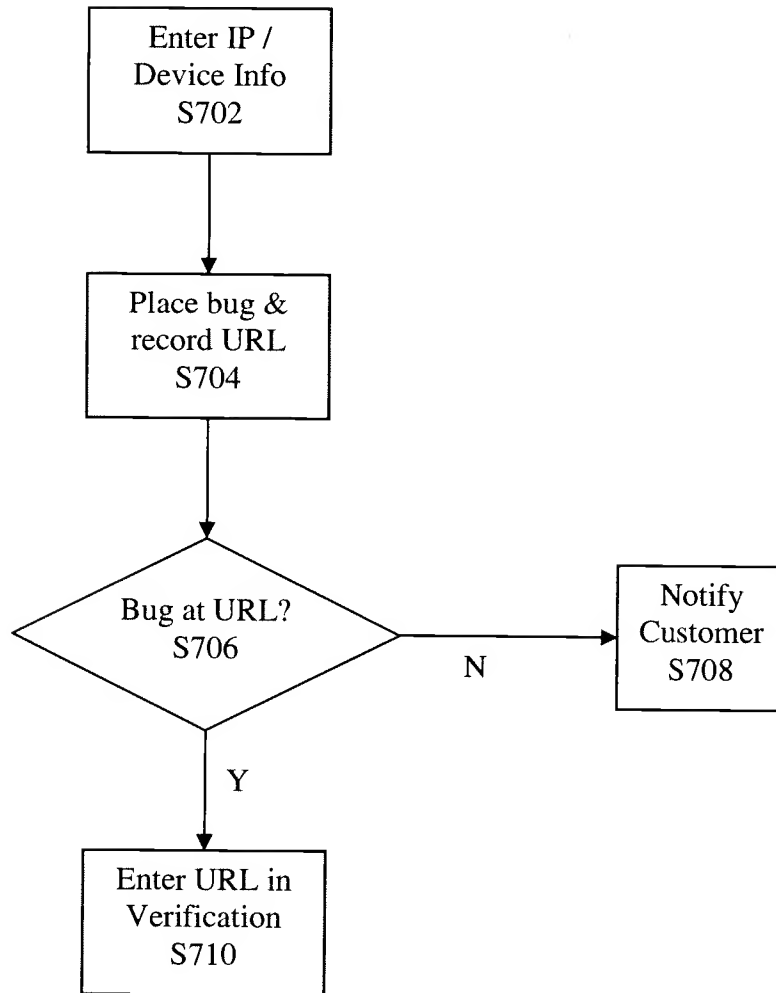 Enter IP /
Device Info
S702
Place bug &
record URL
S704
Bug at URL?
S706
N
Notify
Customer
S708
Y
Enter URL in
Verification
S710